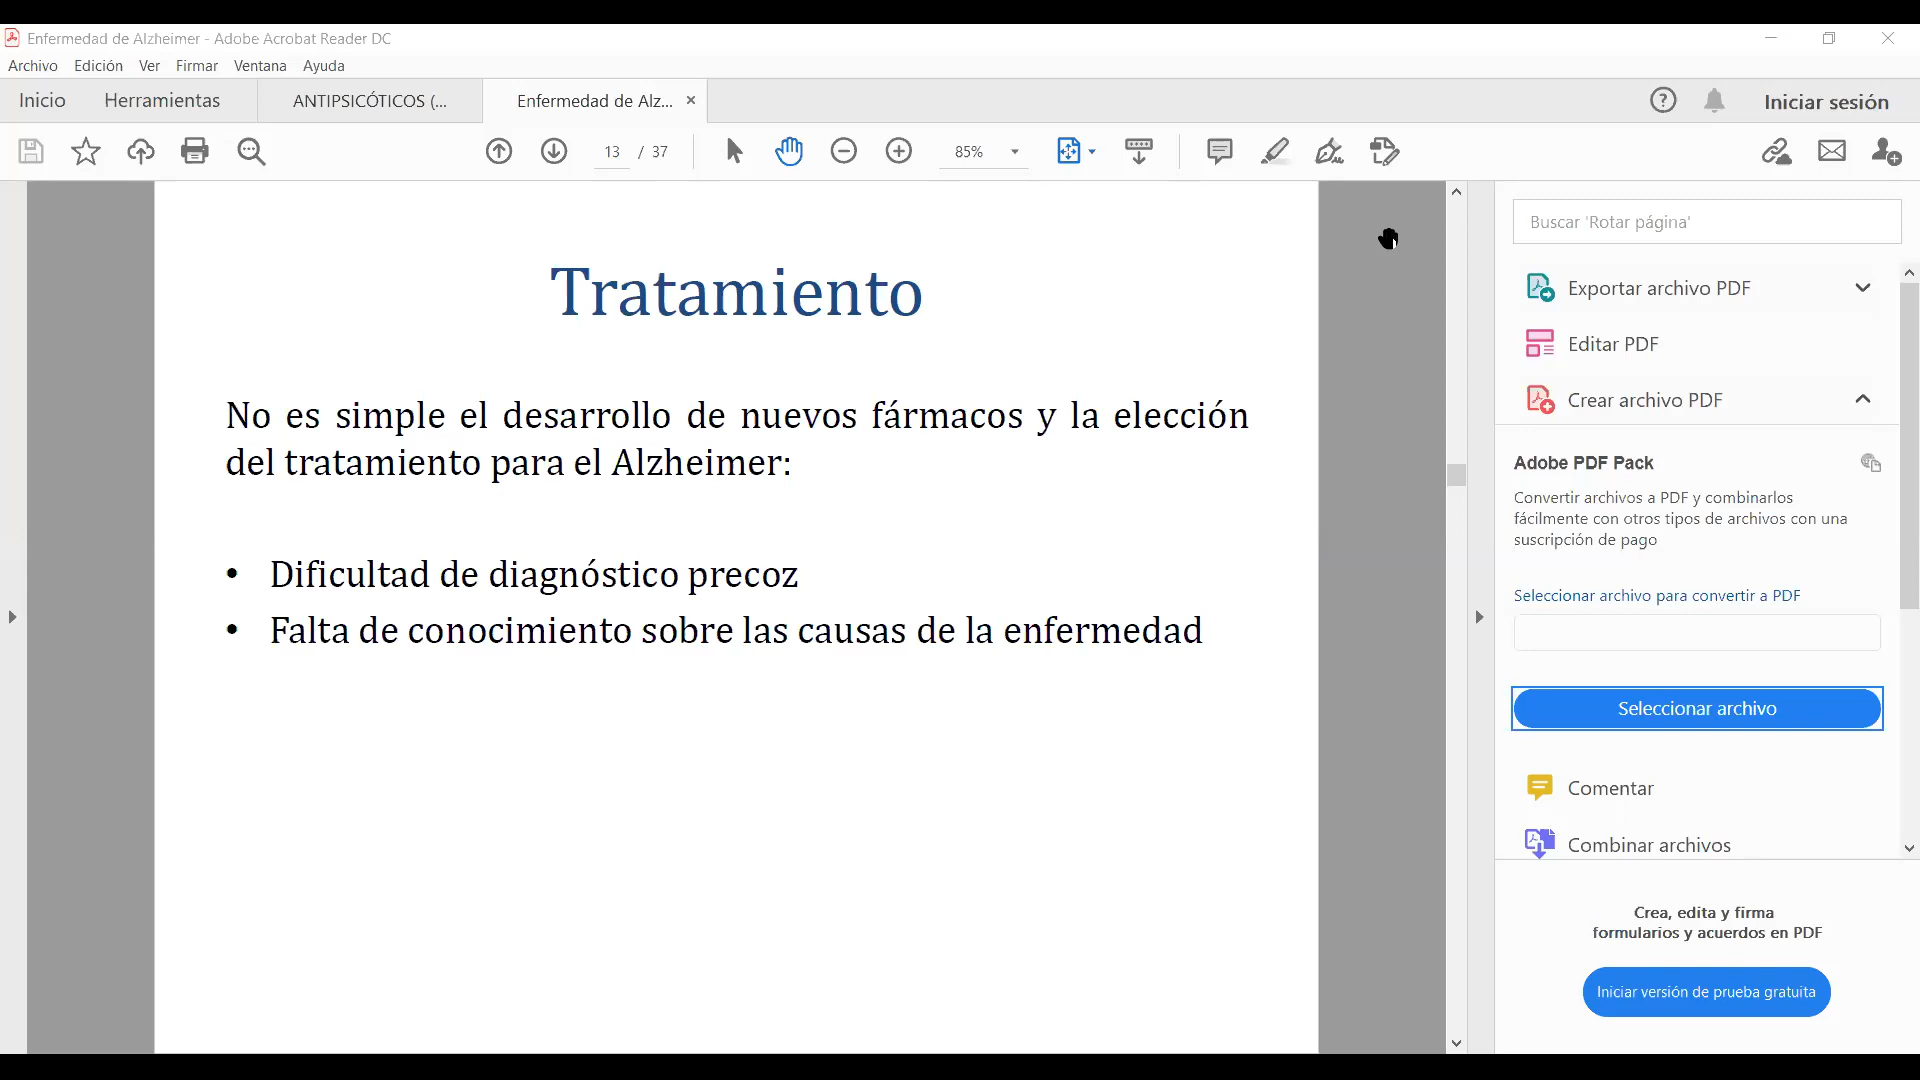 Enfermedad de Alzheimer - Adobe Acrobat Reader DC
Archivo Edición Ver Firmar Ventana Ayuda
Inicio Herramientas ANTIPSICÓTICOS (... Enfermedad de Alz... × Iniciar sesión
13 / 37 85%
Tratamiento
No es simple el desarrollo de nuevos fármacos y la elección
del tratamiento para el Alzheimer:
• Dificultad de diagnóstico precoz
• Falta de conocimiento sobre las causas de la enfermedad
Buscar 'Rotar página'
Exportar archivo PDF
Editar PDF
Crear archivo PDF
Adobe PDF Pack
Convertir archivos a PDF y combinarlos
fácilmente con otros tipos de archivos con una
suscripción de pago
Seleccionar archivo para convertir a PDF
Seleccionar archivo
Comentar
Combinar archivos
Crea, edita y firma
formularios y acuerdos en PDF
Iniciar versión de prueba gratuita